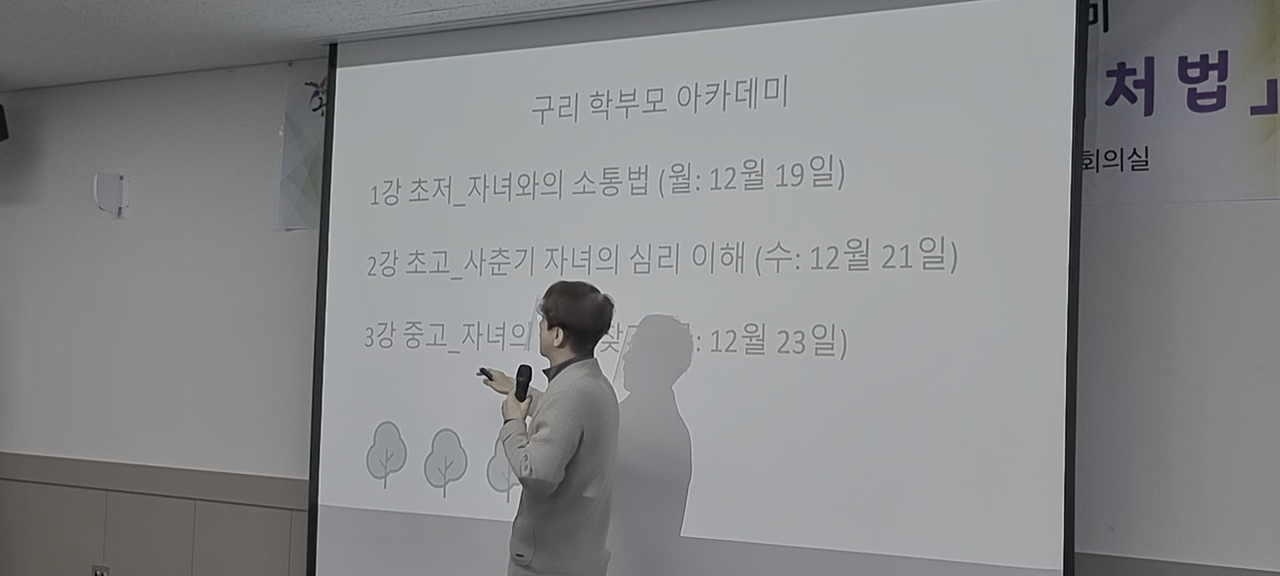 구리 학부모 아카데미
1강 초저_자녀와의 소통법 (월: 12월 19일)
2강 초고_사춘기 자녀의 심리 이해 (수: 12월 21일)
3강 중고_자녀의 찾 : 12월 23일)
미
처법」
회의실